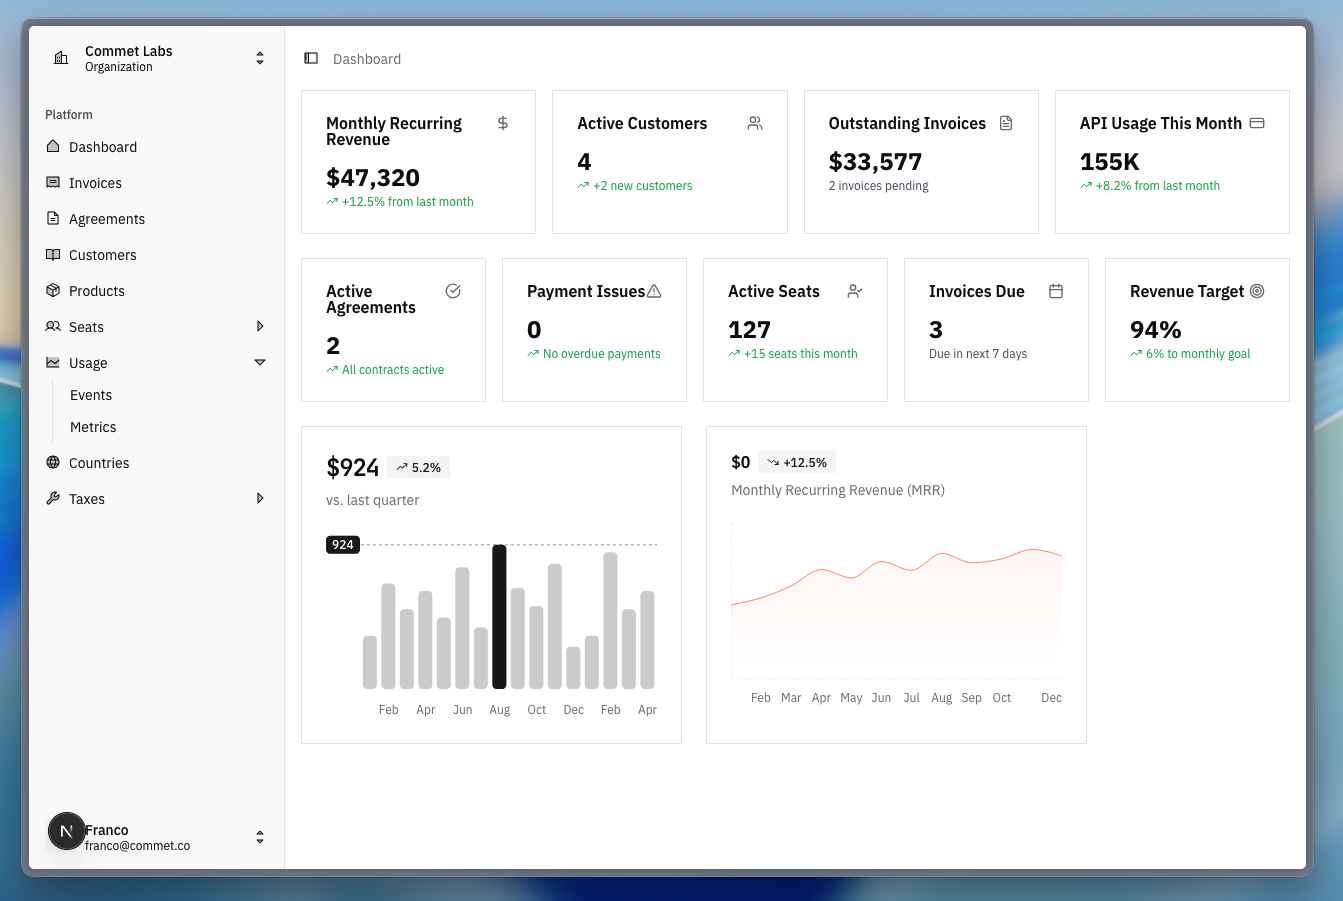 Commet Labs
Organization
Platform
Dashboard
Invoices
Agreements
Customers
Products
Seats
Usage
Events
Metrics
Countries
Taxes
N
Franco
franco@commet.co
Dashboard
Monthly Recurring
Revenue
$47,320
+12.5% from last month
Active Customers
4
+2 new customers
Outstanding Invoices
$33,577
2 invoices pending
API Usage This Month
155K
+8.2% from last month
Active
Agreements
2
All contracts active
Payment Issues
0
No overdue payments
Active Seats
127
+15 seats this month
Invoices Due
3
Due in next 7 days
Revenue Target
94%
6% to monthly goal
$924 5.2%
vs. last quarter
924
Feb Apr Jun Aug Oct Dec Feb Apr
$0 +12.5%
Monthly Recurring Revenue (MRR)
Feb Mar Apr May Jun Jul Aug Sep Oct Dec